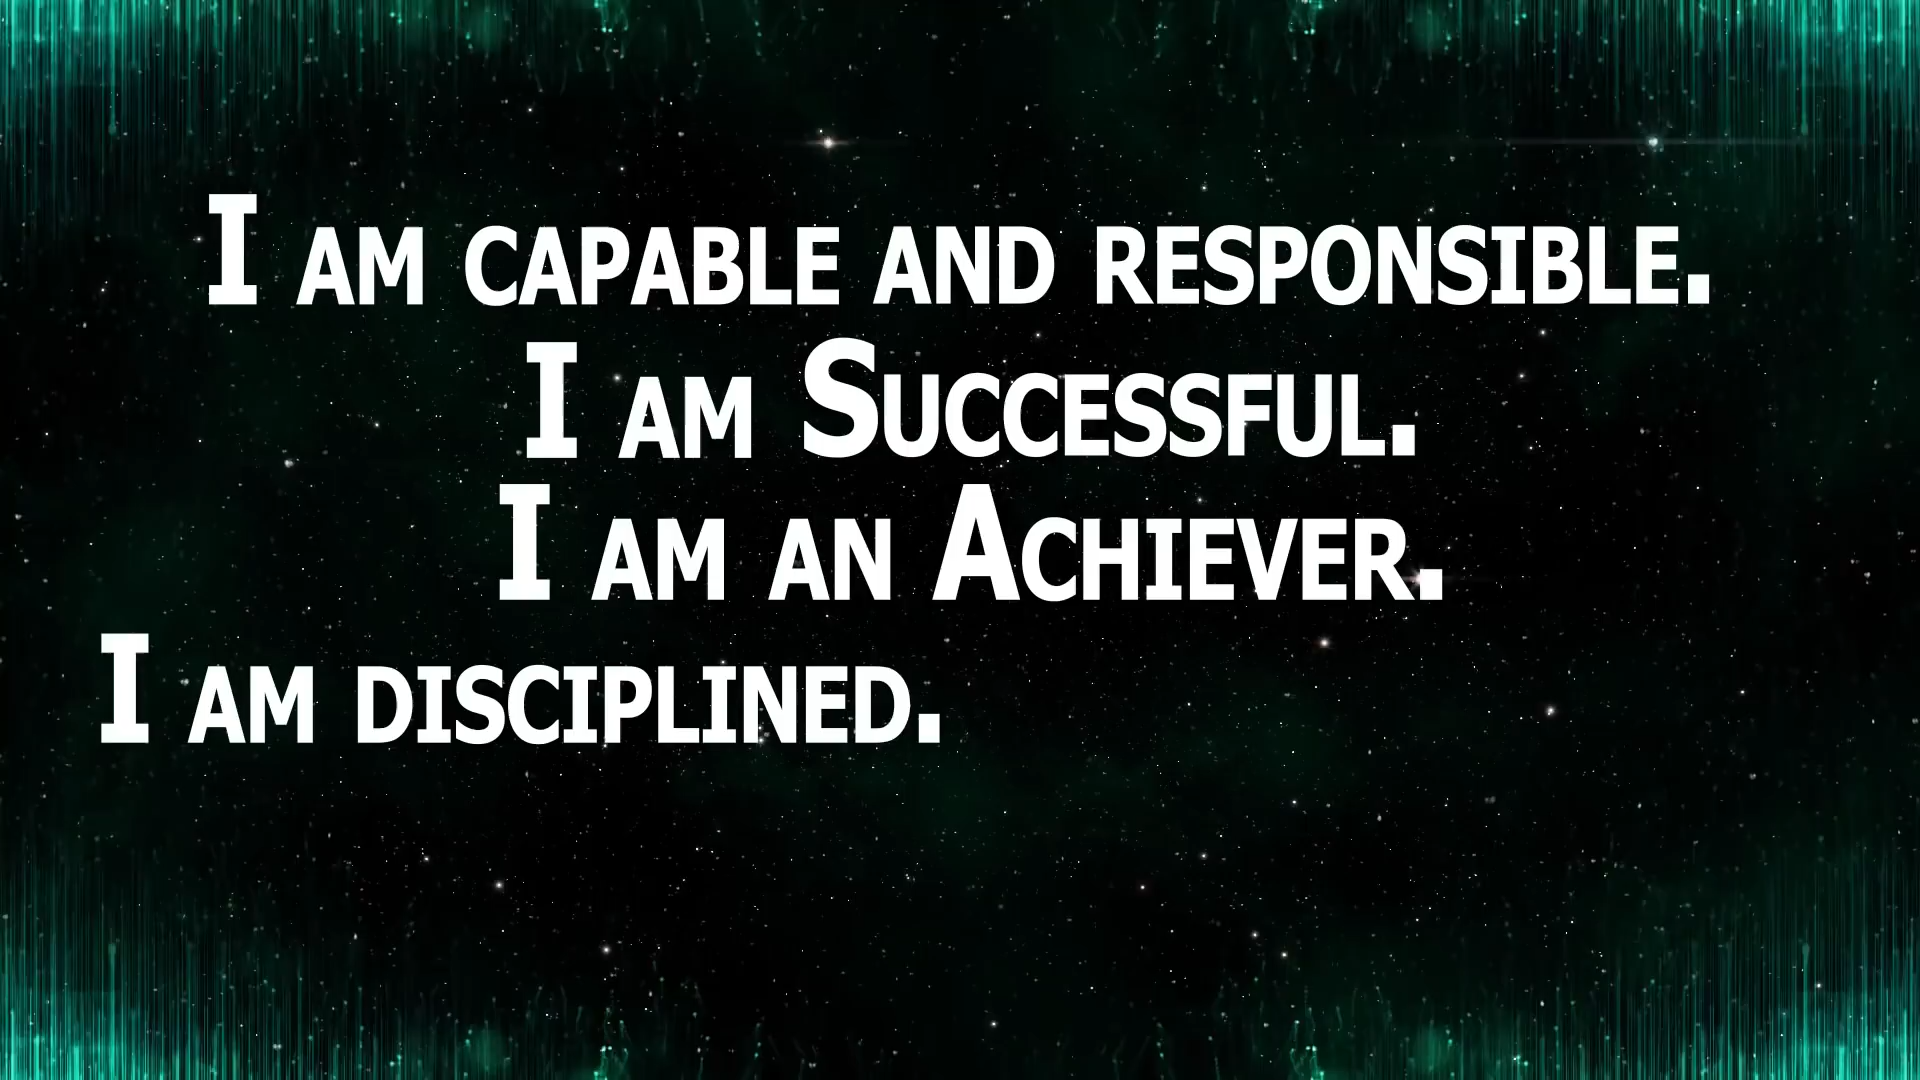 I am capable and responsible.
I am Successful.
I am an Achiever.
I am disciplined.